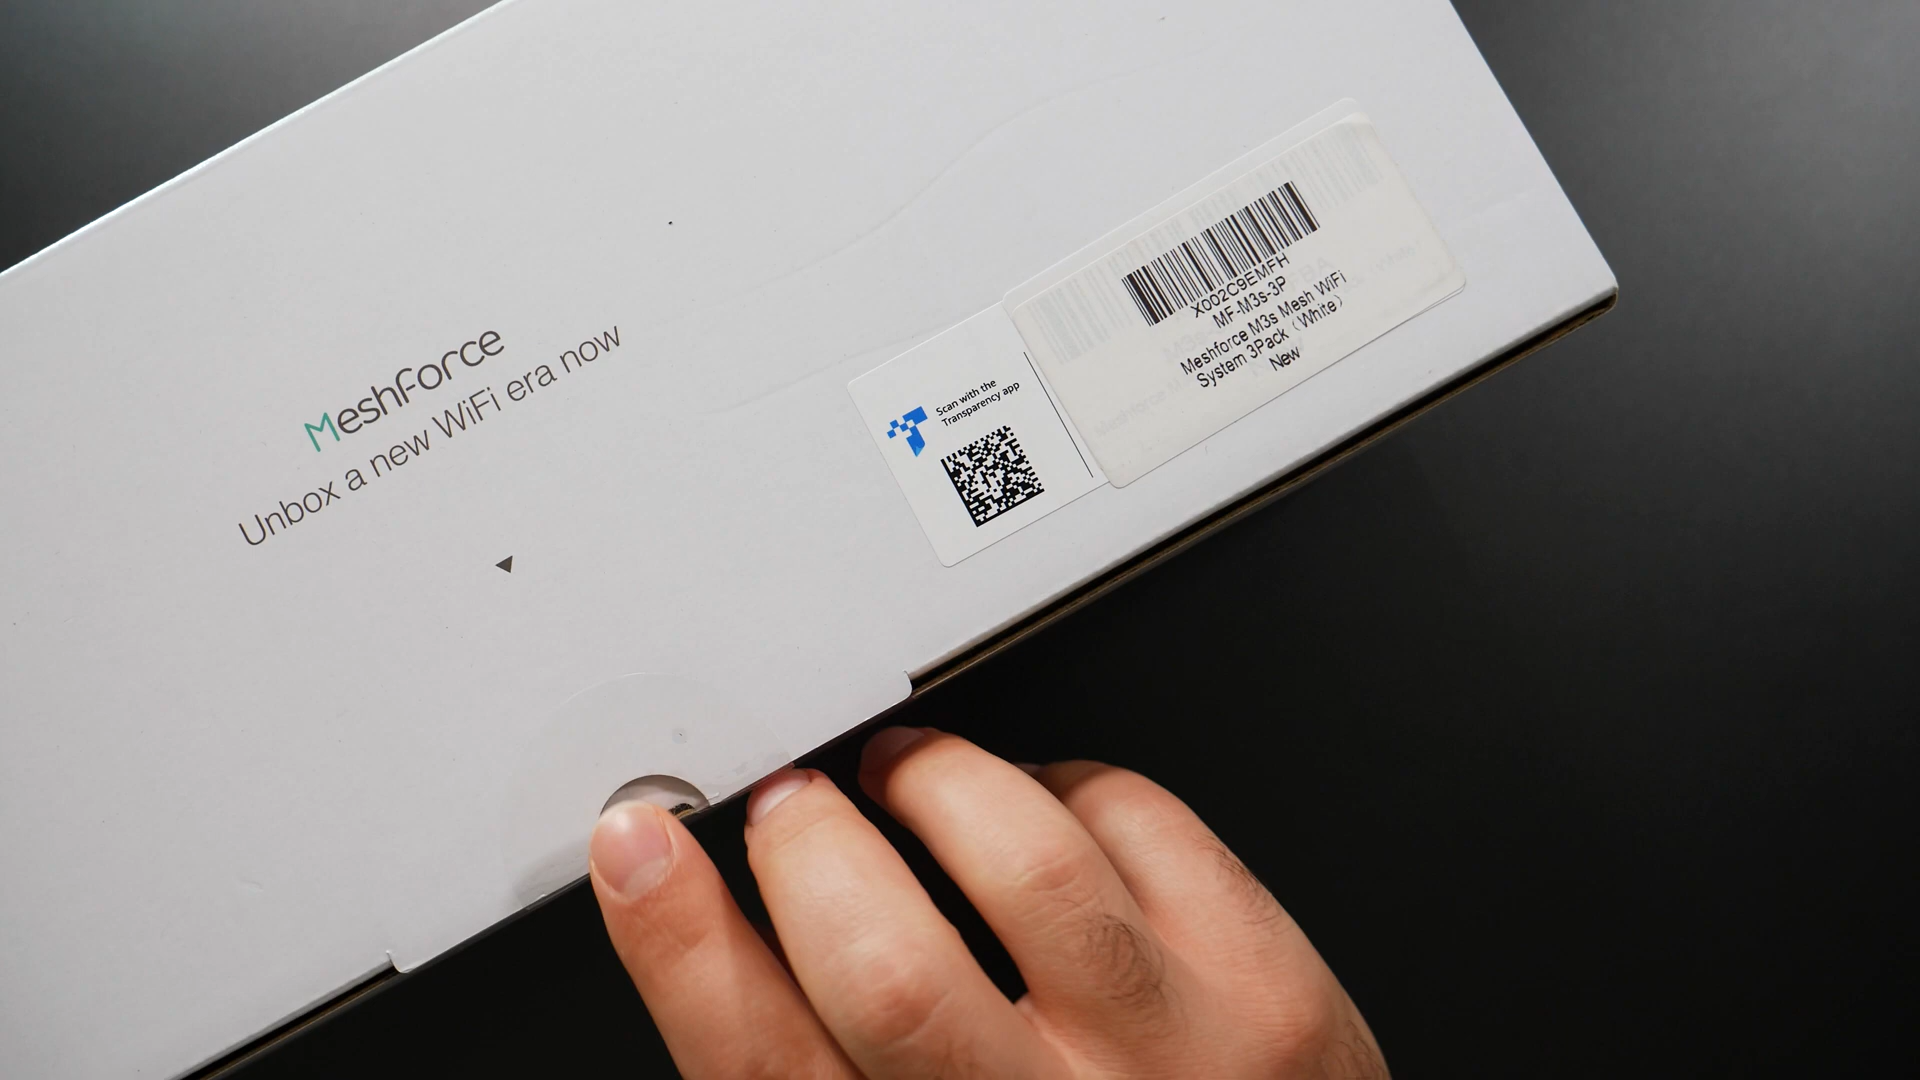 Meshforce
Unbox a new WiFi era now
Scan with the
Transparency app
X002C9EMFH
MF-M3s-3P
Meshforce M3s Mesh WiFi
System 3Pack（White）
New